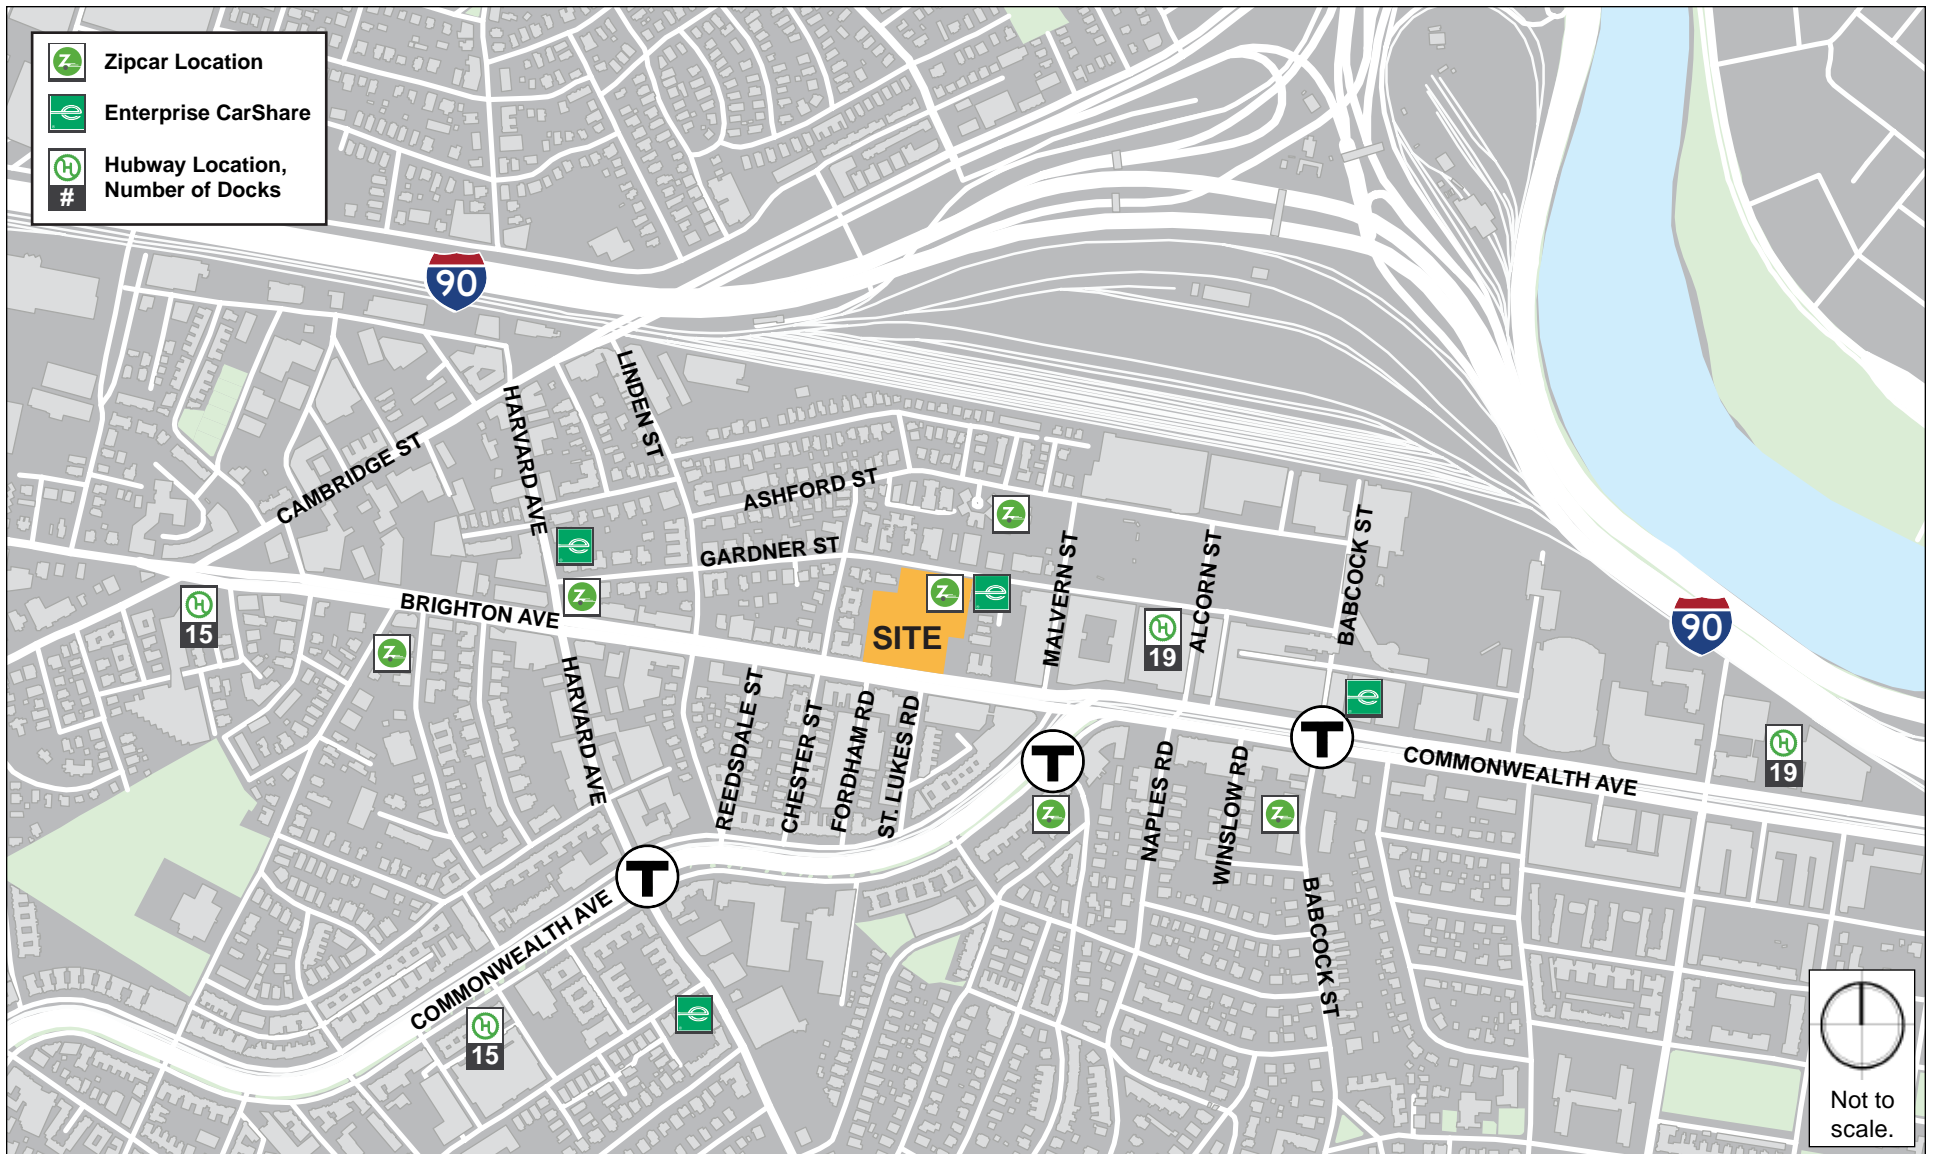 Zipcar Location
Enterprise CarShare
Hubway Location,
Number of Docks
#
90
LINDEN ST
HARVARD AVE
CAMBRIDGE ST
ASHFORD ST
GARDNER ST
BRIGHTON AVE
15
SITE
MALVERN ST
19
ALCORN ST
BABCOCK ST
90
HARVARD AVE
REEDSDALE ST
CHESTER ST
FORDHAM RD
ST. LUKES RD
T
T
NAPLES RD
WINSLOW RD
COMMONWEALTH AVE
19
T
COMMONWEALTH AVE
BABCOCK ST
15
Not to
scale.